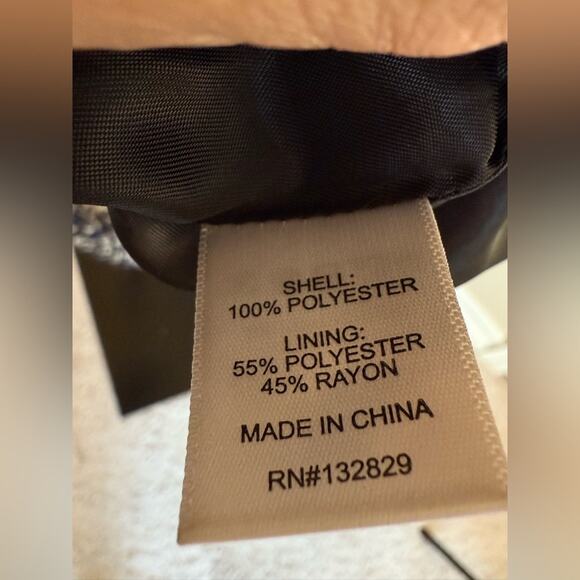 SHELL:
100% POLYESTER
LINING:
55% POLYESTER
45% RAYON
MADE IN CHINA
RN#132829